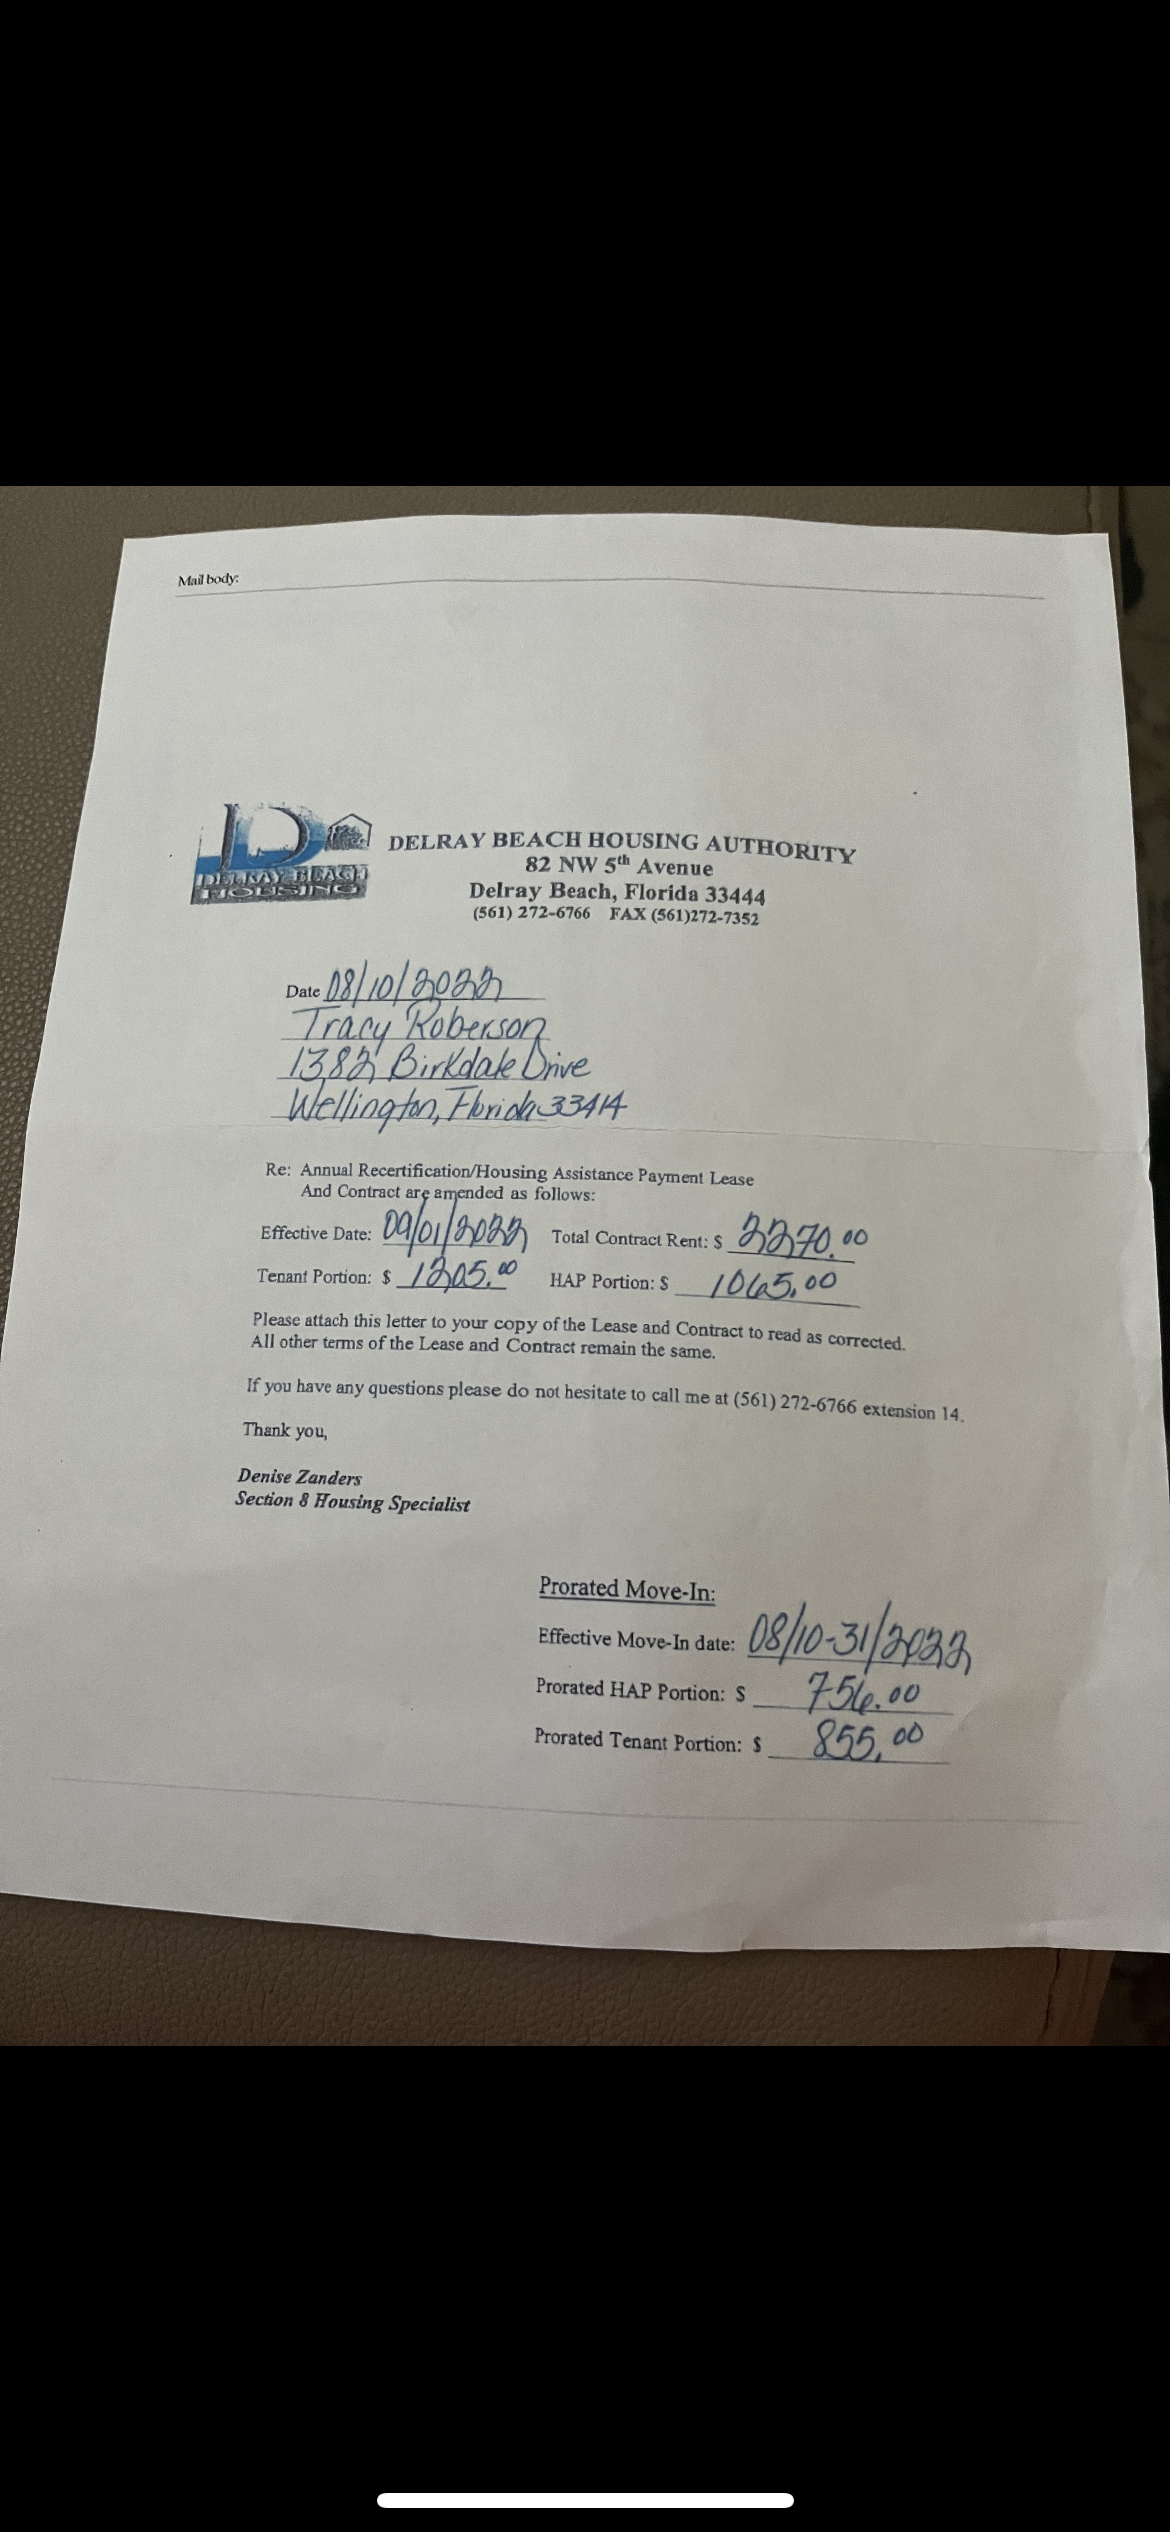 Mail body:
DELRAY BEACH
HOUSING
DELRAY BEACH HOUSING AUTHORITY
82 NW 5th Avenue
Delray Beach, Florida 33444
(561) 272-6766 FAX (561)272-7352
Date 08/10/2022
Tracy Roberson
1382 Birkdale Drive
Wellington, Florida 33414
Re: Annual Recertification/Housing Assistance Payment Lease
And Contract are amended as follows:
Effective Date: 09/01/2022 Total Contract Rent: $ 2270.00
Tenant Portion: $ 1205.00 HAP Portion: $ 1065.00
Please attach this letter to your copy of the Lease and Contract to read as corrected.
All other terms of the Lease and Contract remain the same.
If you have any questions please do not hesitate to call me at (561) 272-6766 extension 14.
Thank you,
Denise Zanders
Section 8 Housing Specialist
Prorated Move-In:
Effective Move-In date: 08/10-31/2022
Prorated HAP Portion: $ 756.00
Prorated Tenant Portion: $ 855.00